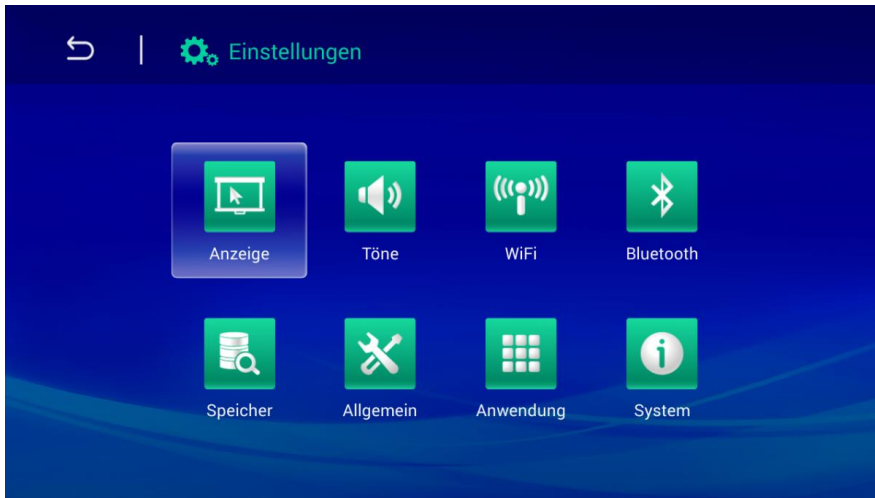 Einstellungen
Anzeige Töne WiFi Bluetooth
Speicher Allgemein Anwendung System